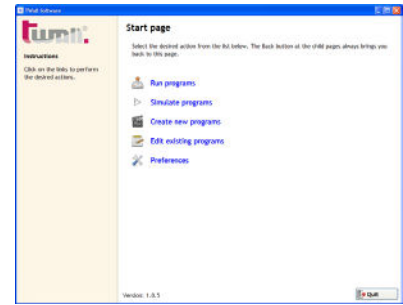 TWall Software
twall.
Start page
Select the desired action from the list below. The Back button at the child pages always brings you
back to this page.
Instructions
Click on the links to perform
the desired actions.
Run programs
Simulate programs
Create new programs
Edit existing programs
Preferences
Version: 1.0.5
Quit